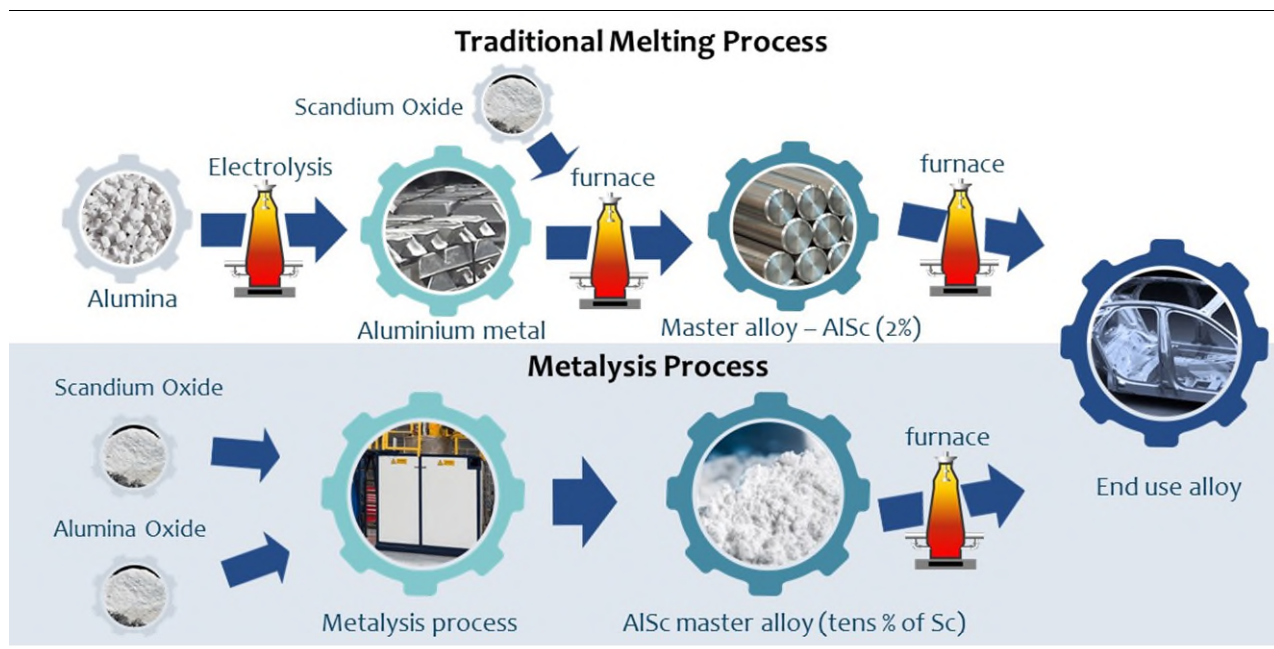 Traditional Melting Process
Scandium Oxide
Electrolysis
furnace
furnace
Alumina
Aluminium metal
Master alloy – AlSc (2%)
Metalysis Process
Scandium Oxide
furnace
End use alloy
Alumina Oxide
Metalysis process
AlSc master alloy (tens % of Sc)